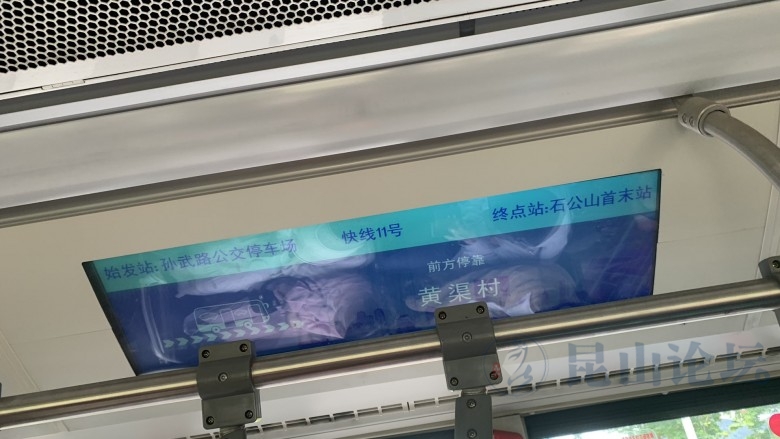 始发站:孙武路公交停车场
快线11号
终点站:石公山首末站
前方停靠
黄渠村
昆山论坛